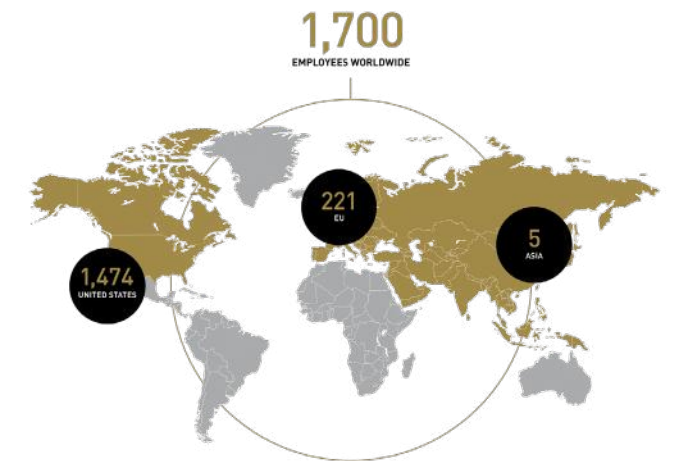 1,700
EMPLOYEES WORLDWIDE
221
EU
5
ASIA
1,474
UNITED STATES